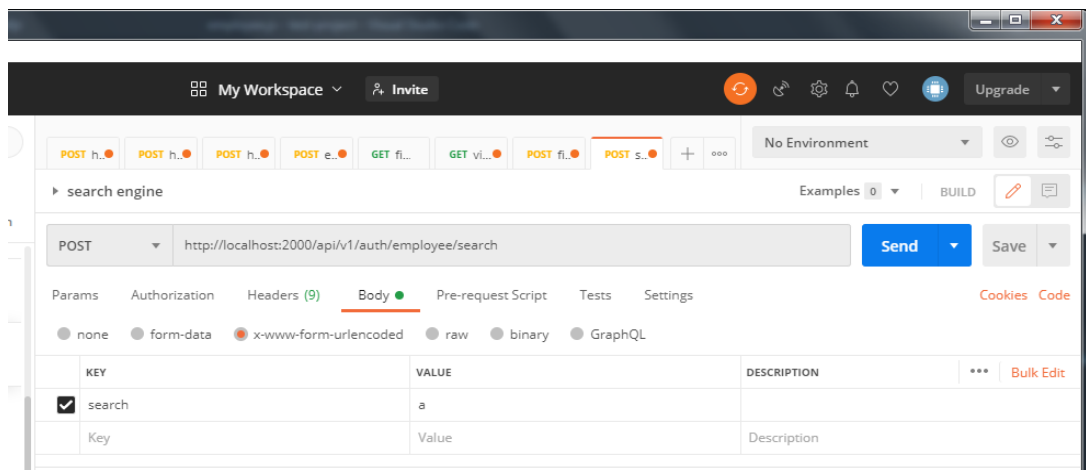 My Workspace Invite Upgrade
POST h.. POST h.. POST h.. POST e.. GET fi... GET vi... POST fi.. POST s.. No Environment
search engine Examples 0 BUILD
POST http://localhost:2000/api/v1/auth/employee/search Send Save
Params Authorization Headers (9) Body Pre-request Script Tests Settings Cookies Code
none form-data x-www-form-urlencoded raw binary GraphQL
KEY VALUE DESCRIPTION Bulk Edit
search a
Key Value Description